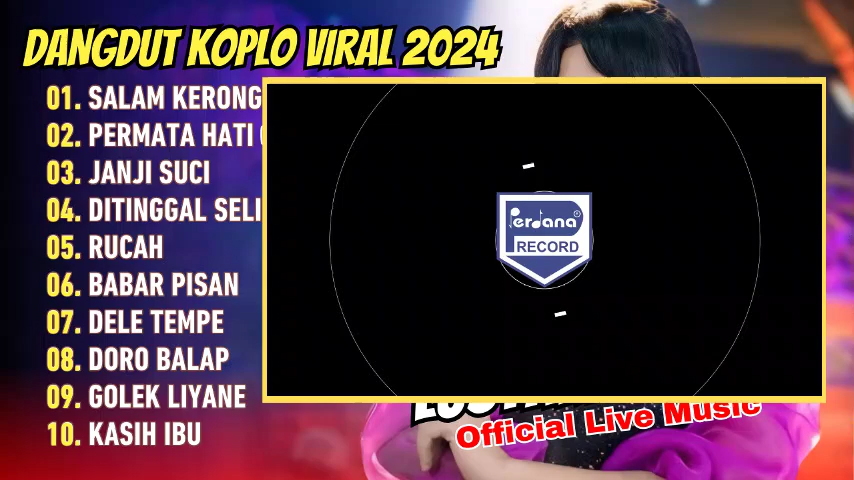 DANGDUT KOPLO VIRAL 2024
01. SALAM KERONG
02. PERMATA HATI
03. JANJI SUCI
04. DITINGGAL SELI
05. RUCAH
06. BABAR PISAN
07. DELE TEMPE
08. DORO BALAP
09. GOLEK LIYANE
10. KASIH IBU
Perdana®
RECORD
Official Live Music